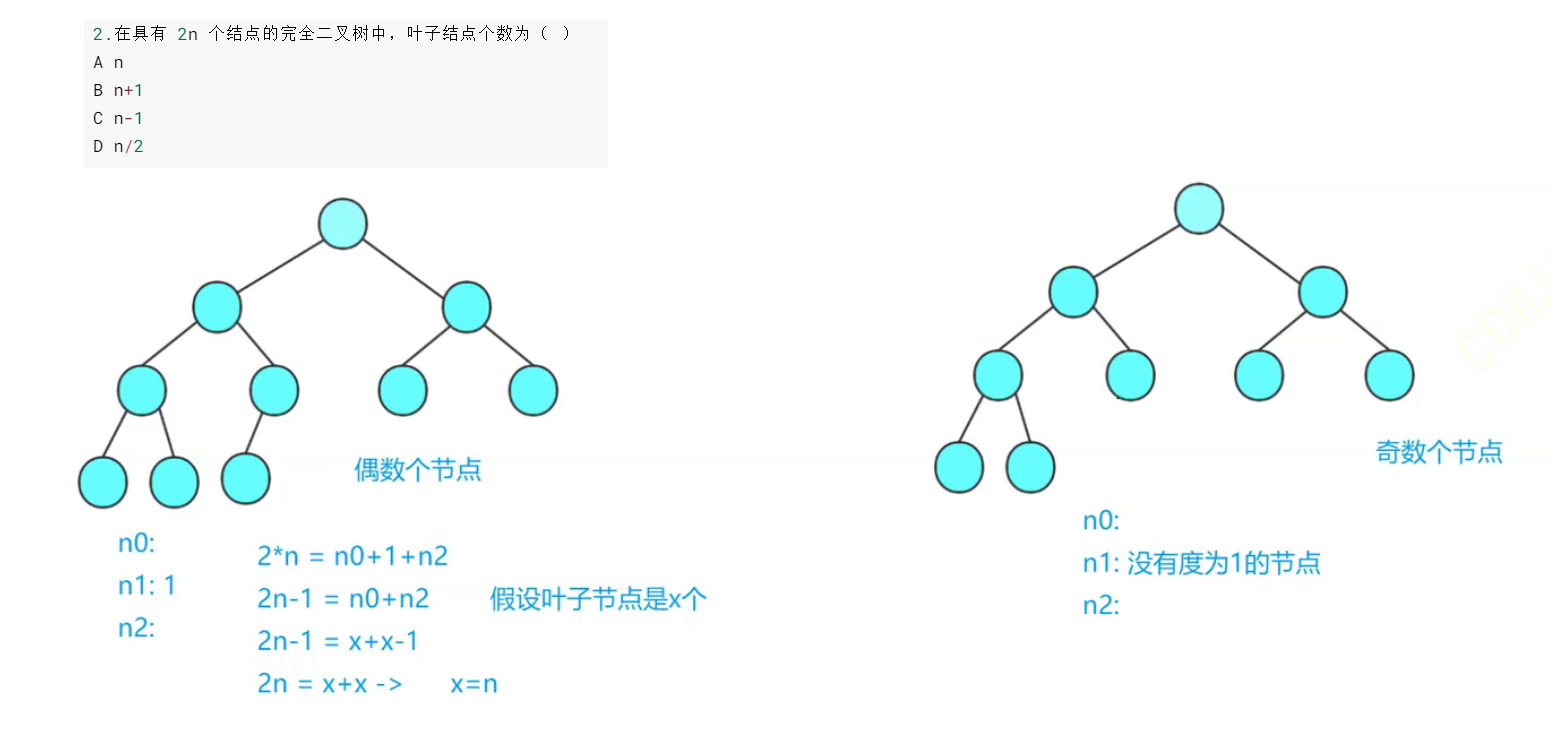 2.在具有 2n 个结点的完全二叉树中，叶子结点个数为（ ）
A n
B n+1
C n-1
D n/2
偶数个节点
n0:
n1: 1
n2:
2*n = n0+1+n2
2n-1 = n0+n2
假设叶子节点是x个
2n-1 = x+x-1
2n = x+x -> x=n
奇数个节点
n0:
n1: 没有度为1的节点
n2: